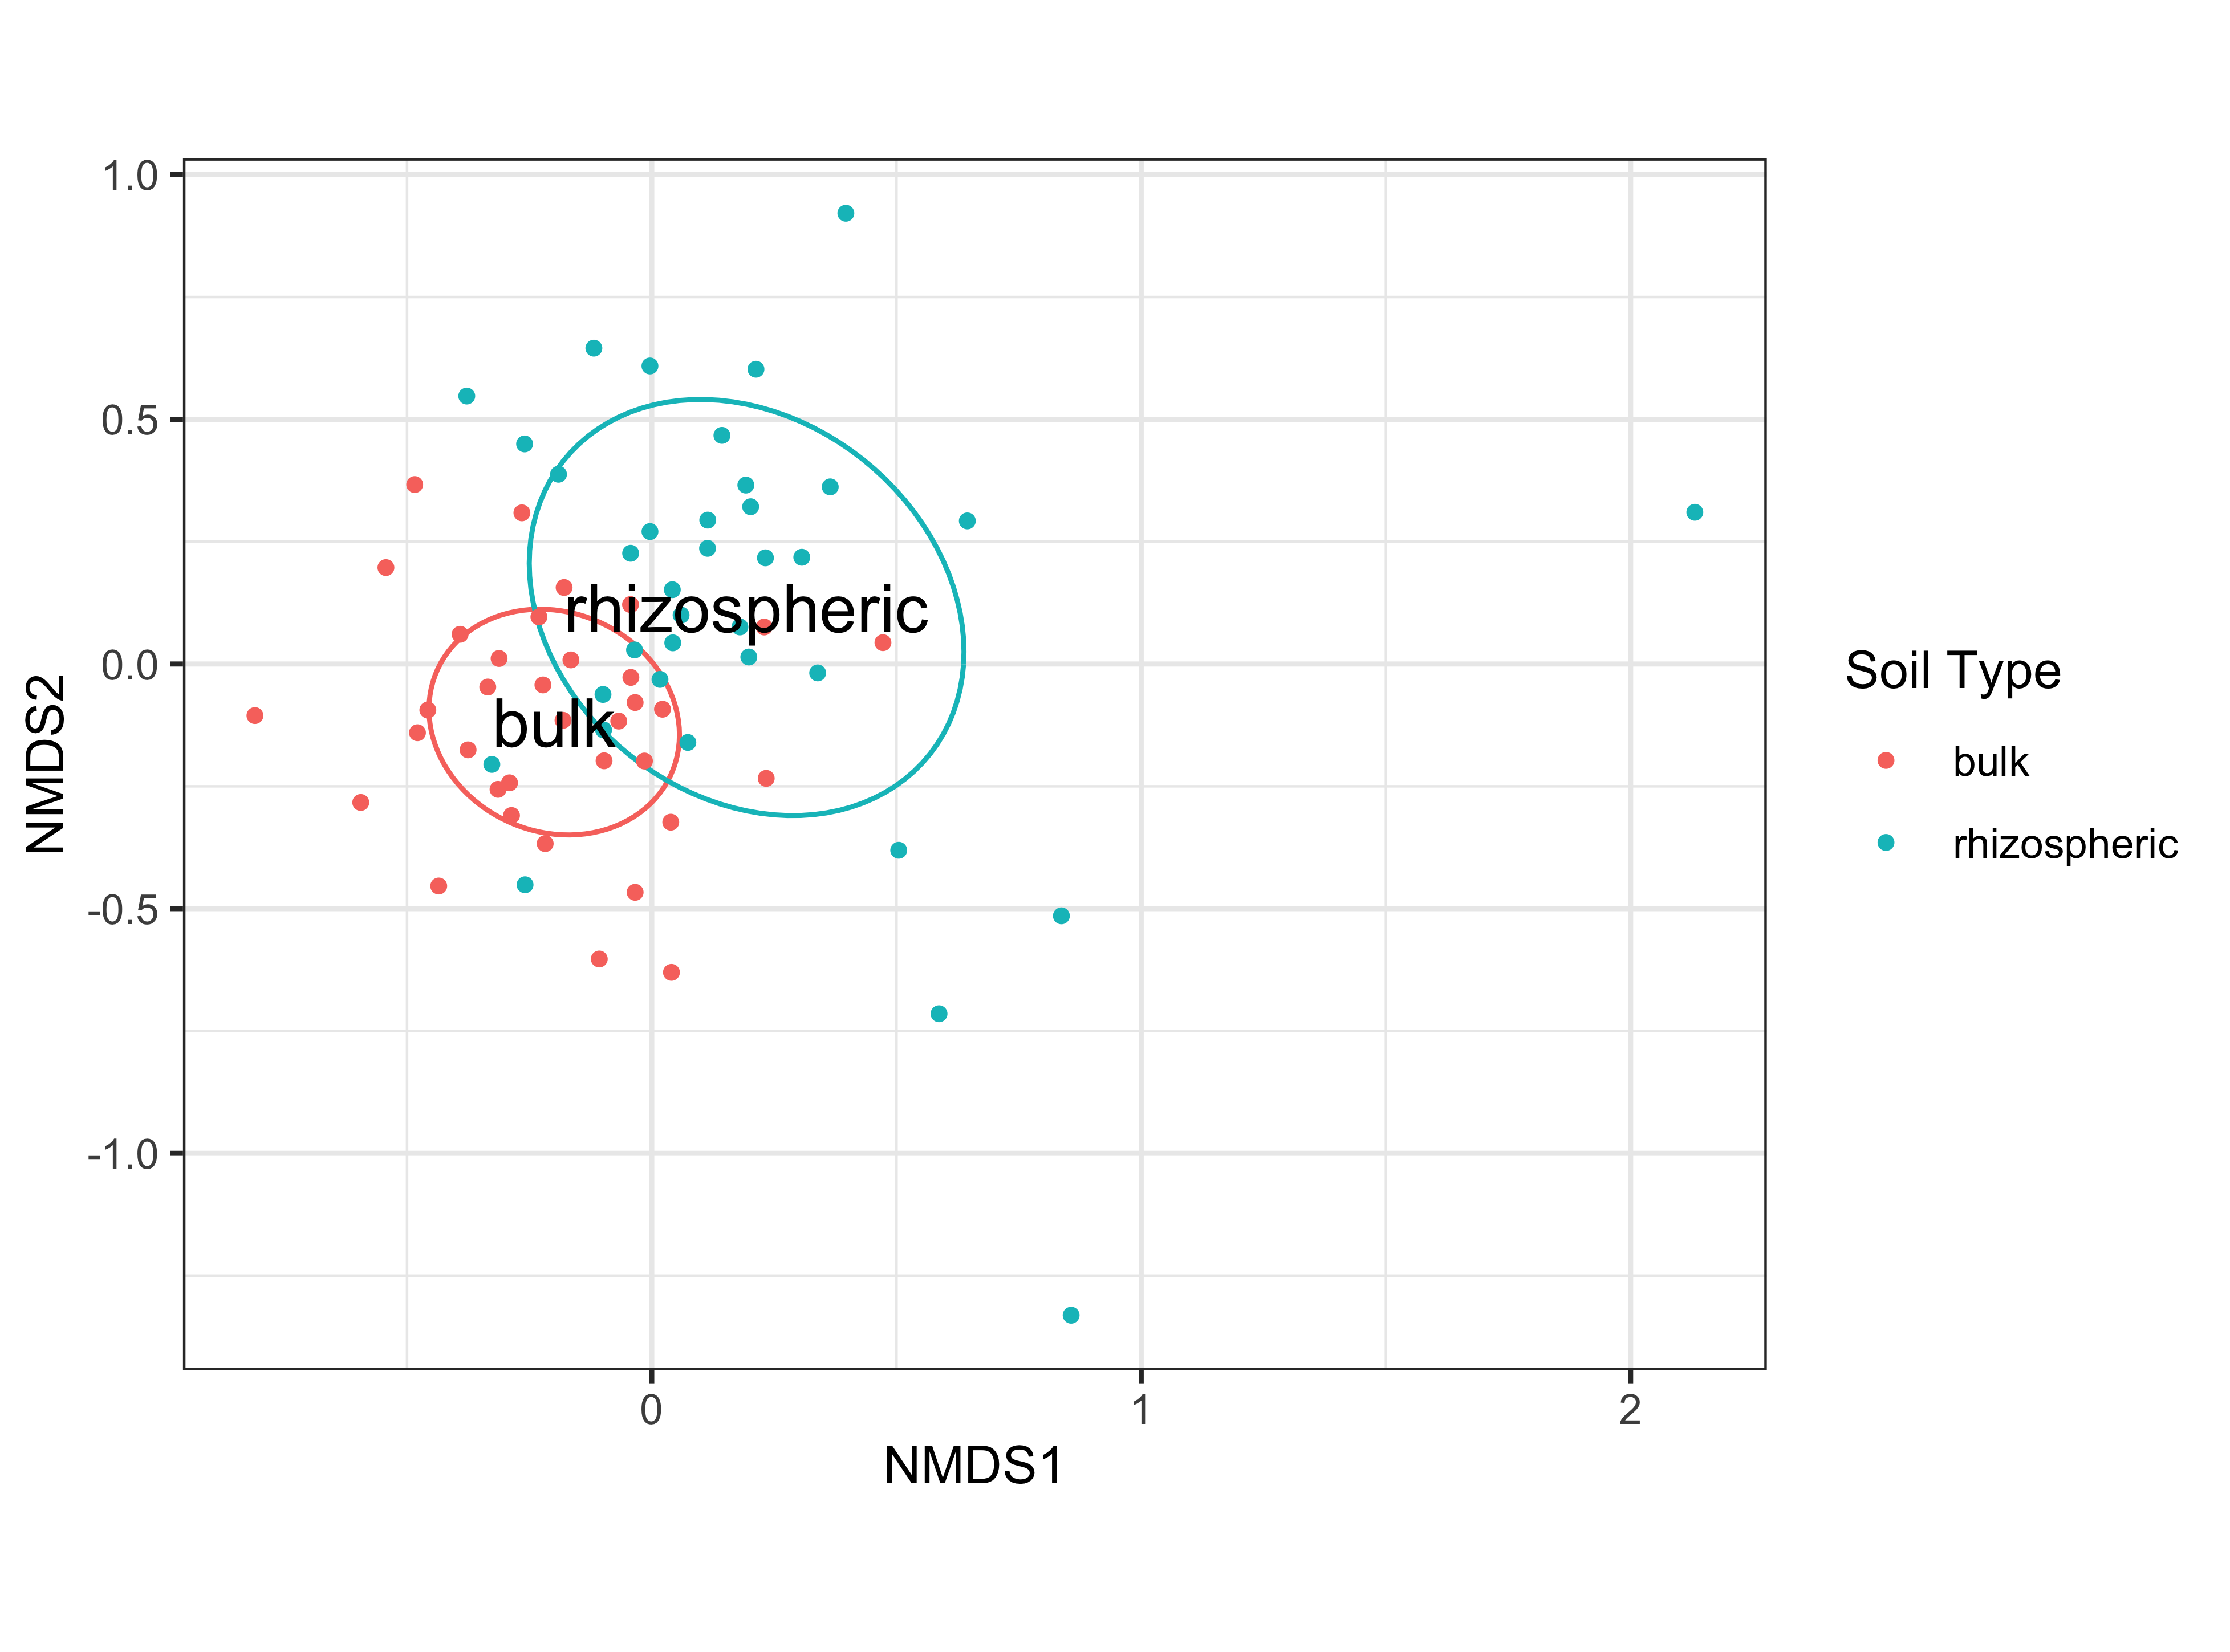 1.0
0.5
0.0
-0.5
-1.0
NMDS2
rhizospheric
bulk
0
1
2
NMDS1
Soil Type
bulk
rhizospheric